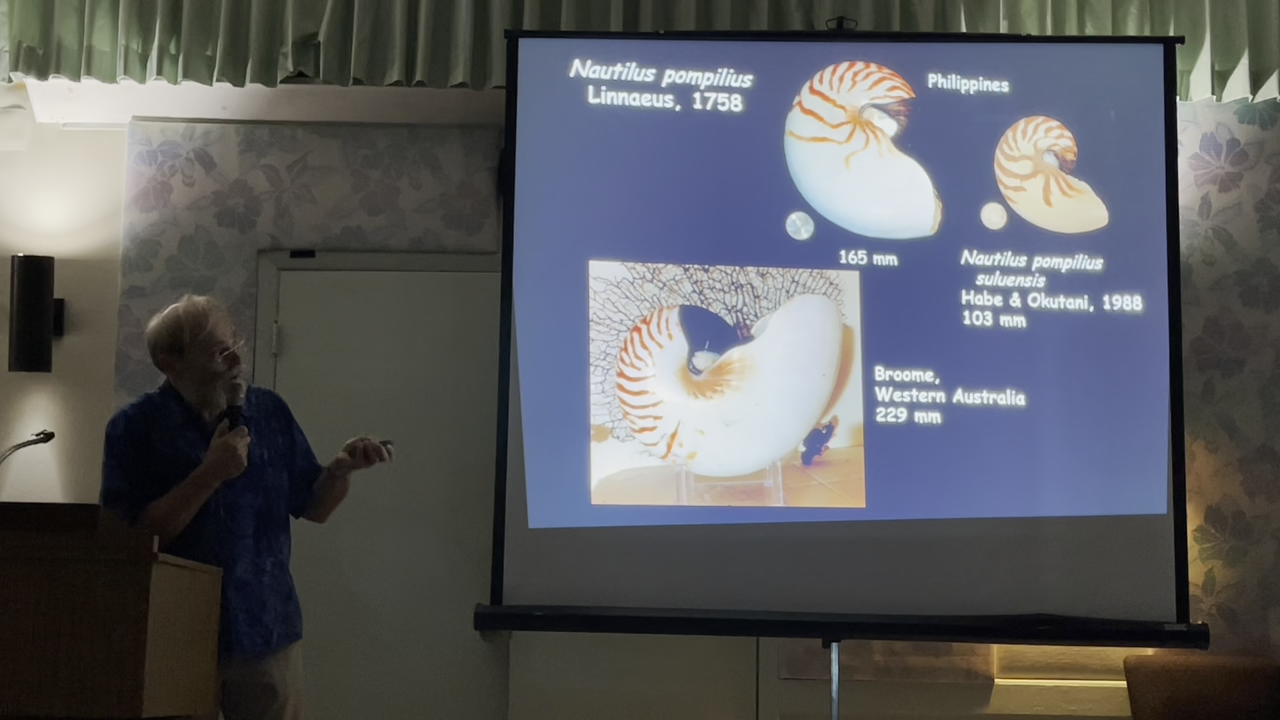 Nautilus pompilius
Linnaeus, 1758
Philippines
165 mm
Nautilus pompilius
suluensis
Habe & Okutani, 1988
103 mm
Broome,
Western Australia
229 mm